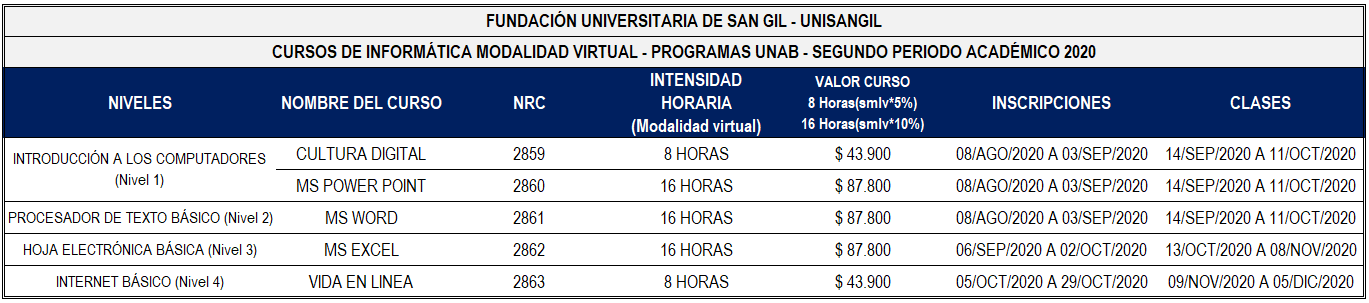 FUNDACIÓN UNIVERSITARIA DE SAN GIL - UNISANGIL
CURSOS DE INFORMÁTICA MODALIDAD VIRTUAL - PROGRAMAS UNAB - SEGUNDO PERIODO ACADÉMICO 2020
NIVELES NOMBRE DEL CURSO NRC INTENSIDAD HORARIA (Modalidad virtual) VALOR CURSO 8 Horas(smlv*5%) 16 Horas(smlv*10%) INSCRIPCIONES CLASES
INTRODUCCIÓN A LOS COMPUTADORES (Nivel 1) CULTURA DIGITAL 2859 8 HORAS $ 43.900 08/AGO/2020 A 03/SEP/2020 14/SEP/2020 A 11/OCT/2020
MS POWER POINT 2860 16 HORAS $ 87.800 08/AGO/2020 A 03/SEP/2020 14/SEP/2020 A 11/OCT/2020
PROCESADOR DE TEXTO BÁSICO (Nivel 2) MS WORD 2861 16 HORAS $ 87.800 08/AGO/2020 A 03/SEP/2020 14/SEP/2020 A 11/OCT/2020
HOJA ELECTRÓNICA BÁSICA (Nivel 3) MS EXCEL 2862 16 HORAS $ 87.800 06/SEP/2020 A 02/OCT/2020 13/OCT/2020 A 08/NOV/2020
INTERNET BÁSICO (Nivel 4) VIDA EN LINEA 2863 8 HORAS $ 43.900 05/OCT/2020 A 29/OCT/2020 09/NOV/2020 A 05/DIC/2020